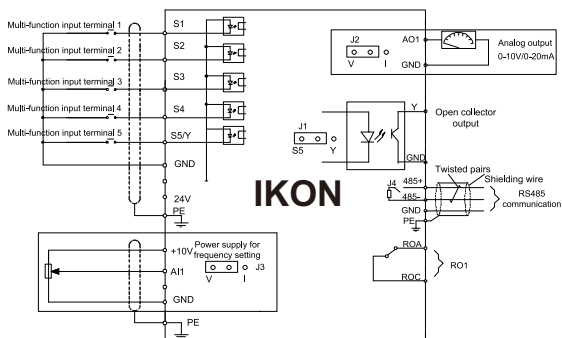 Multi-function input terminal 1
S1
Multi-function input terminal 2
S2
Multi-function input terminal 3
S3
Multi-function input terminal 4
S4
Multi-function input terminal 5
S5/Y
GND
24V
PE
J2
V I
AO1
GND
Analog output
0-10V/0-20mA
J1
S5 Y
Y
GND
Open collector
output
IKON
Twisted pairs
Shielding wire
J4
485+
485-
GND
PE
RS485
communication
+10V
Power supply for
frequency setting
AI1
J3
V I
GND
PE
ROA
ROC
RO1